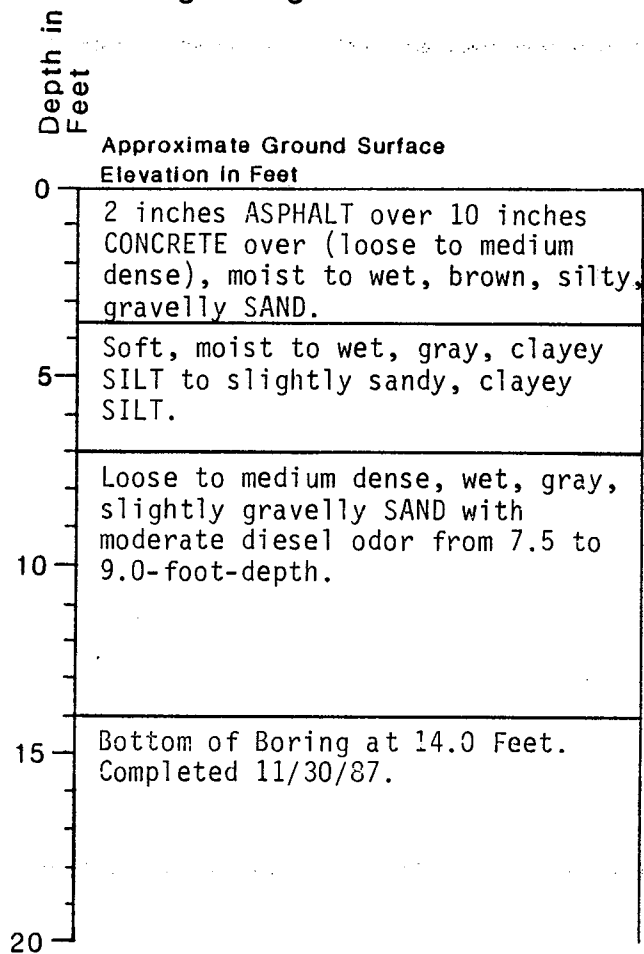 Depth in
Feet
Approximate Ground Surface
Elevation in Feet
0
2 inches ASPHALT over 10 inches
CONCRETE over (loose to medium
dense), moist to wet, brown, silty,
gravelly SAND.
Soft, moist to wet, gray, clayey
5
SILT to slightly sandy, clayey
SILT.
Loose to medium dense, wet, gray,
slightly gravelly SAND with
moderate diesel odor from 7.5 to
10
9.0-foot-depth.
Bottom of Boring at 14.0 Feet.
15
Completed 11/30/87.
20